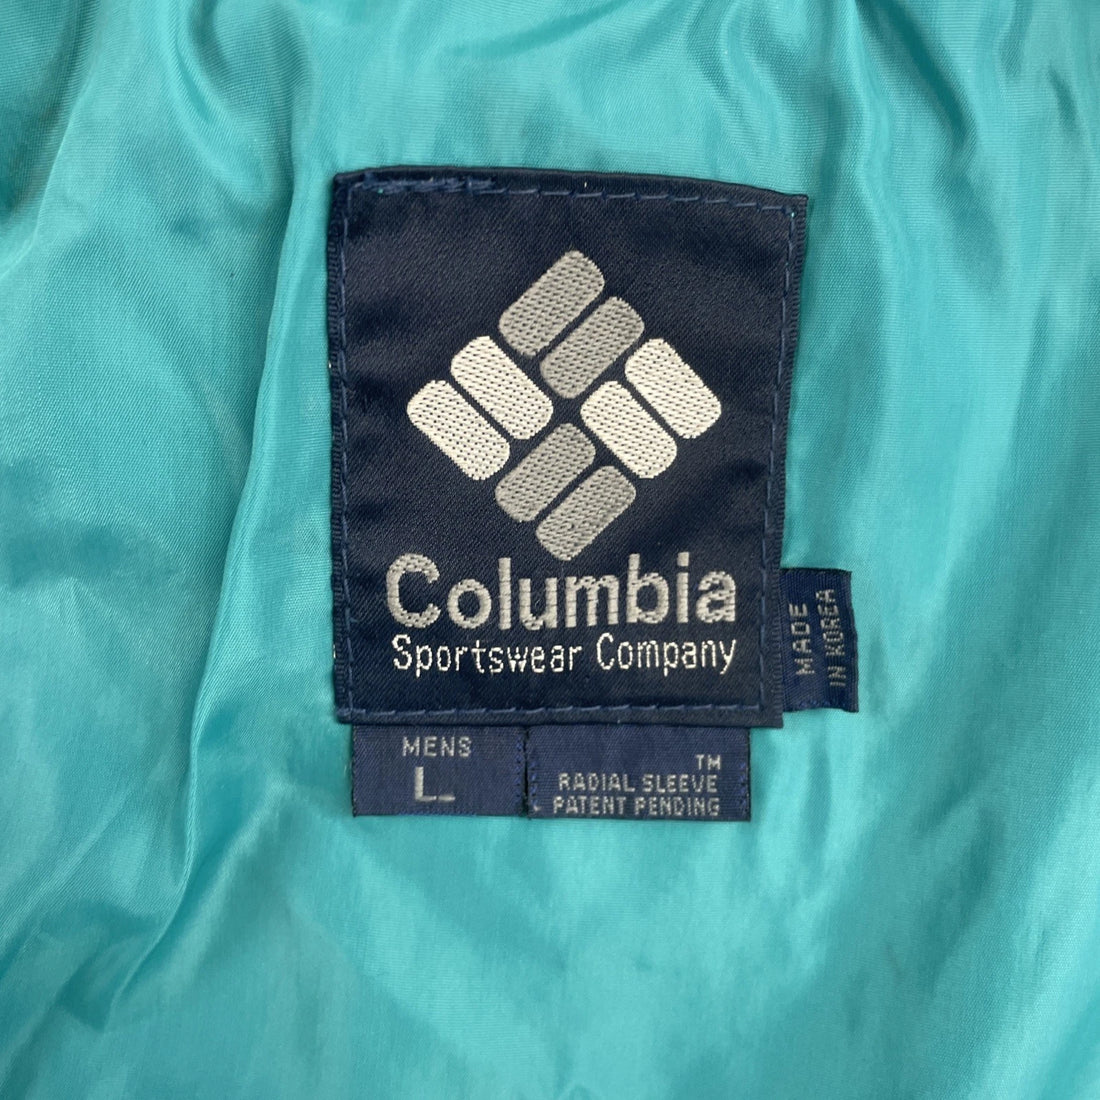 Columbia
Sportswear Company
MADE
IN KOREA
MENS
L
TM
RADIAL SLEEVE
PATENT PENDING